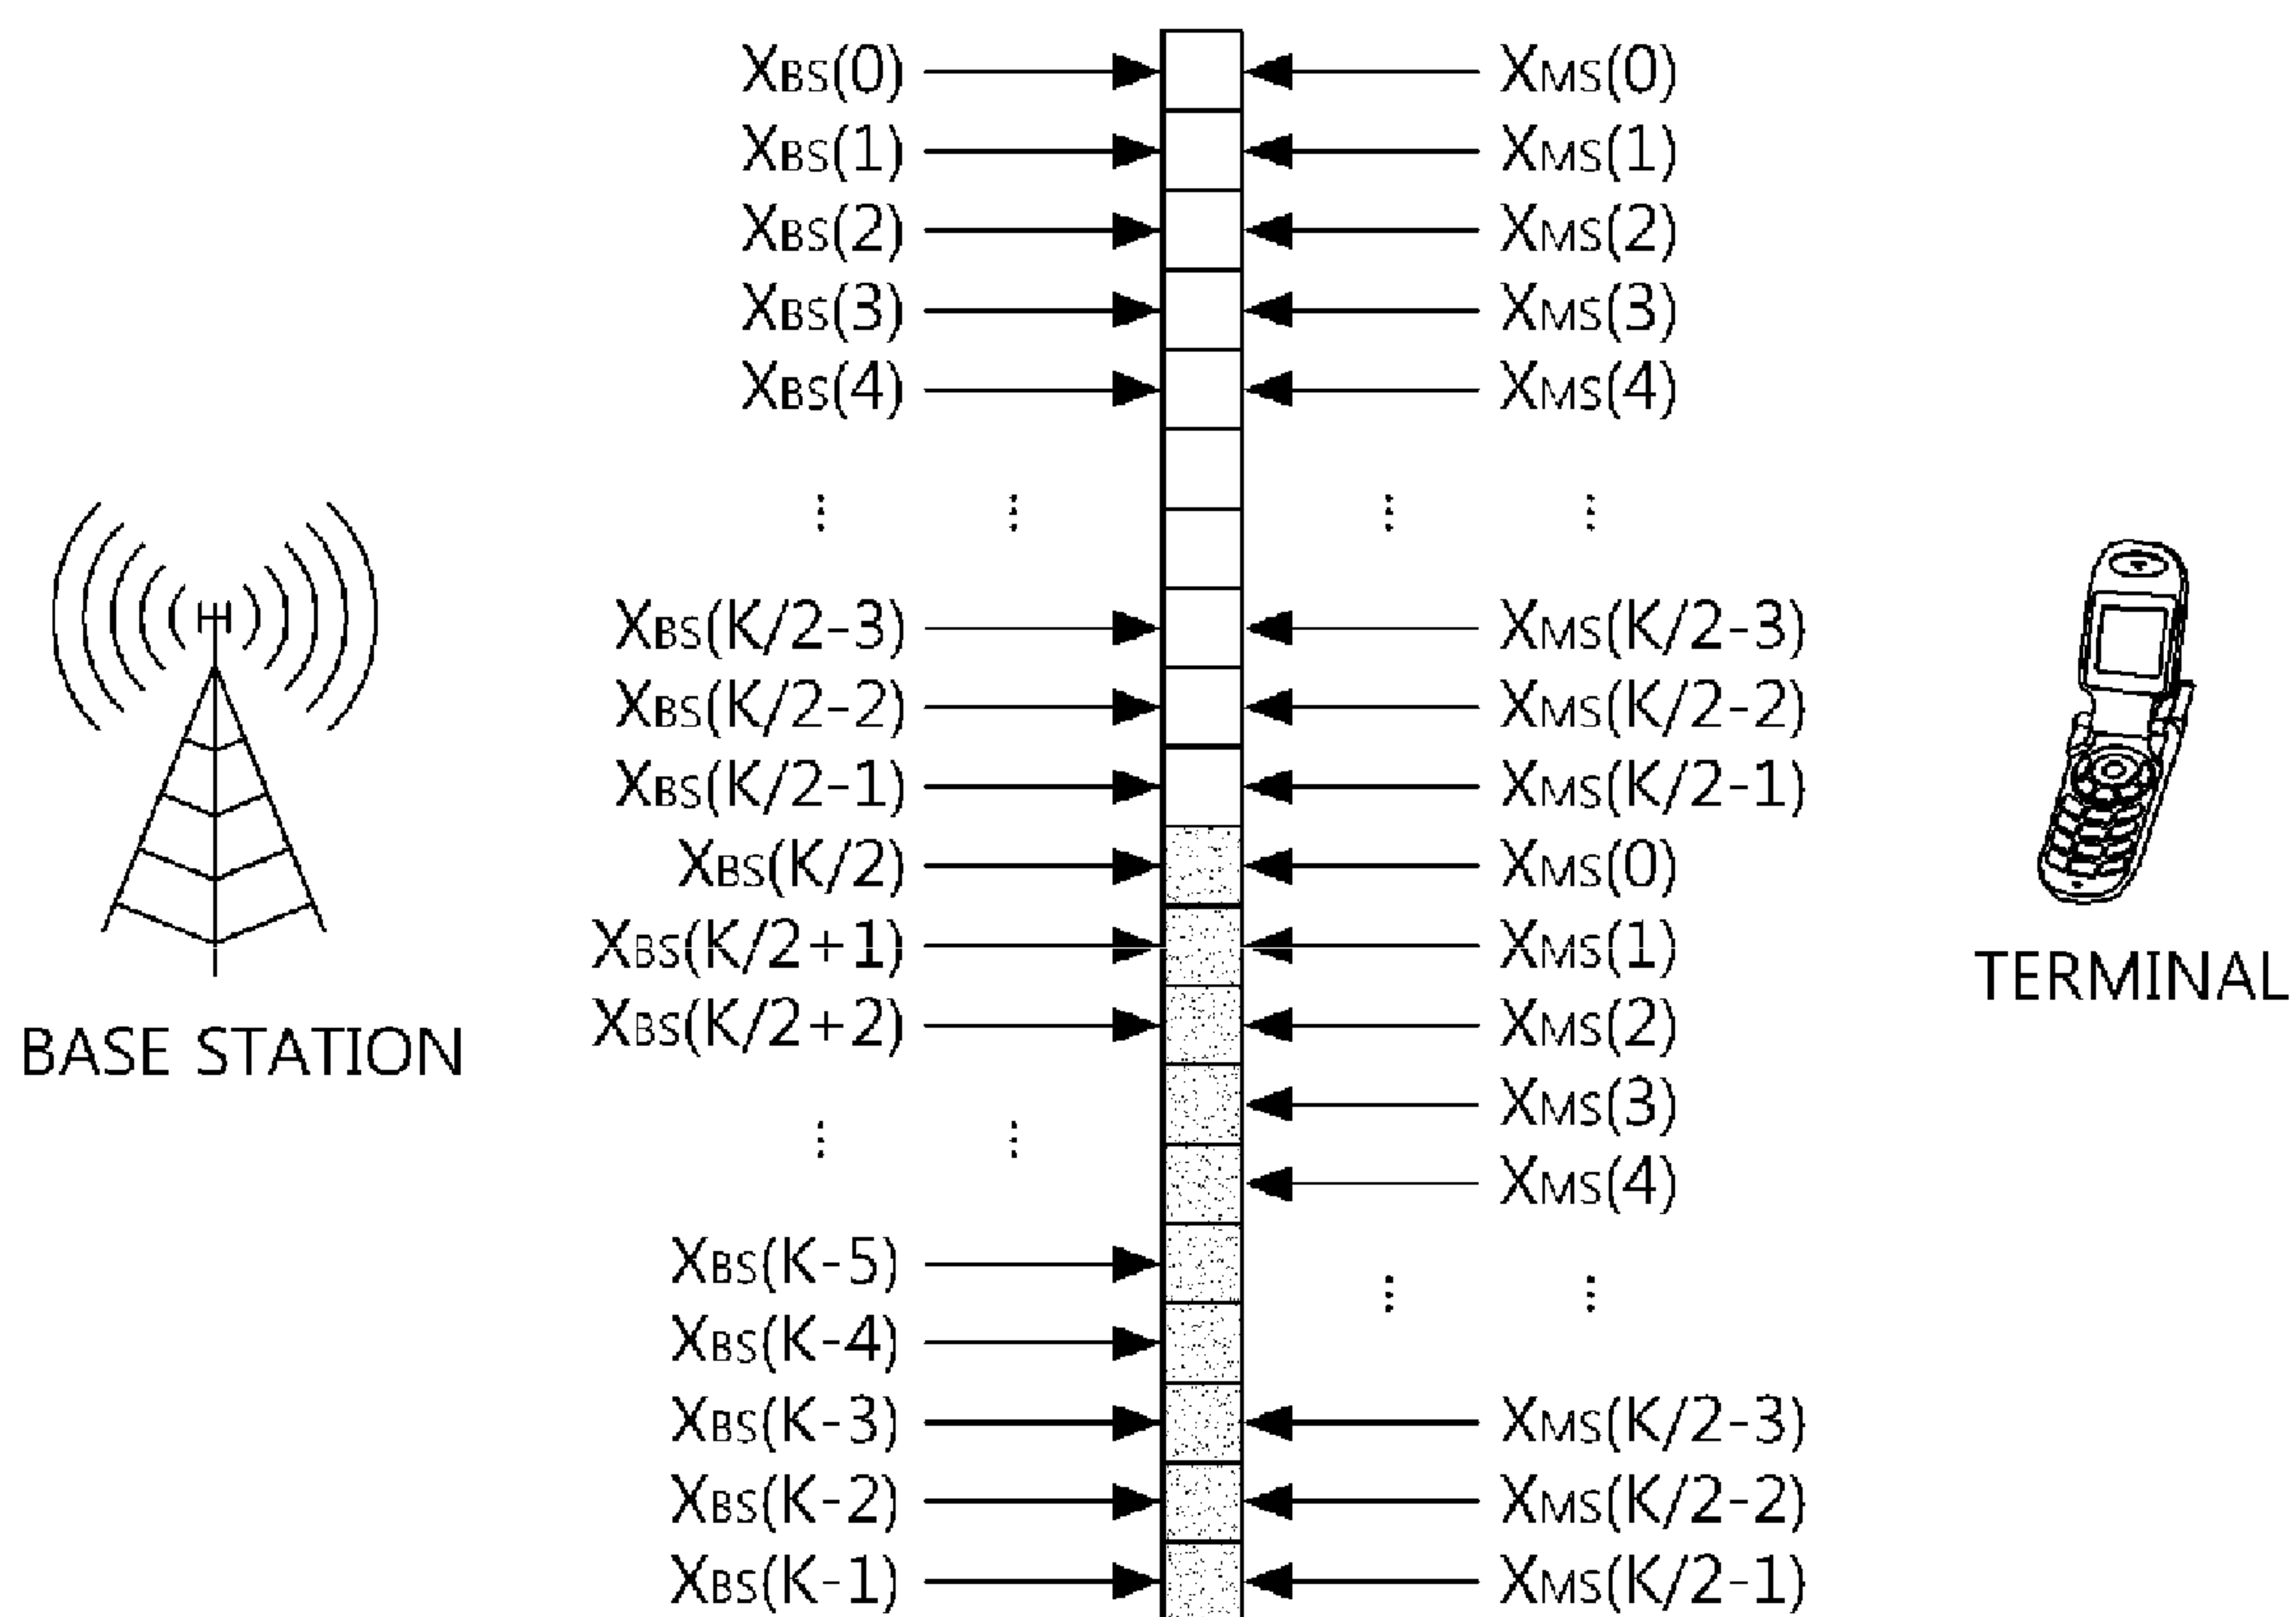 XBS(0) XMS(0)
XBS(1) XMS(1)
XBS(2) XMS(2)
XBS(3) XMS(3)
XBS(4) XMS(4)
⋮ ⋮ ⋮ ⋮
XBS(K/2-3) XMS(K/2-3)
XBS(K/2-2) XMS(K/2-2)
XBS(K/2-1) XMS(K/2-1)
XBS(K/2) XMS(0)
XBS(K/2+1) XMS(1)
TERMINAL
XBS(K/2+2) XMS(2)
BASE STATION
XMS(3)
⋮ ⋮
XMS(4)
XBS(K-5)
⋮ ⋮
XBS(K-4)
XBS(K-3) XMS(K/2-3)
XBS(K-2) XMS(K/2-2)
XBS(K-1) XMS(K/2-1)